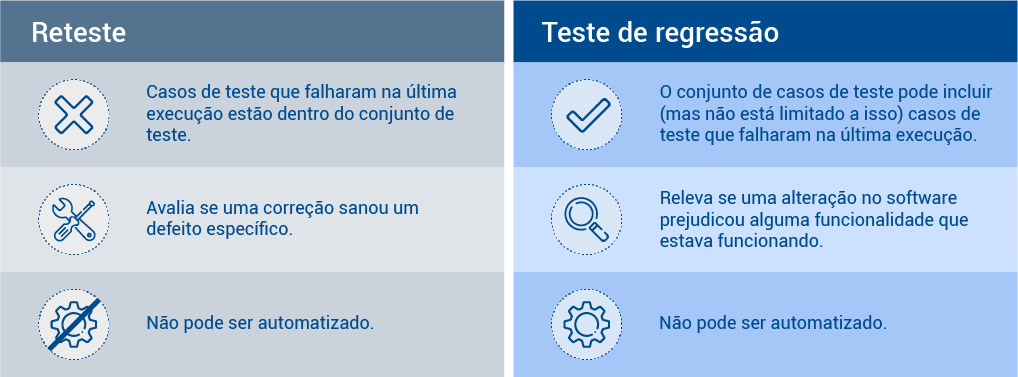 Reteste
Casos de teste que falharam na última
execução estão dentro do conjunto de
teste.
Avalia se uma correção sanou um
defeito específico.
Não pode ser automatizado.
Teste de regressão
O conjunto de casos de teste pode incluir
(mas não está limitado a isso) casos de
teste que falharam na última execução.
Releva se uma alteração no software
prejudicou alguma funcionalidade que
estava funcionando.
Não pode ser automatizado.